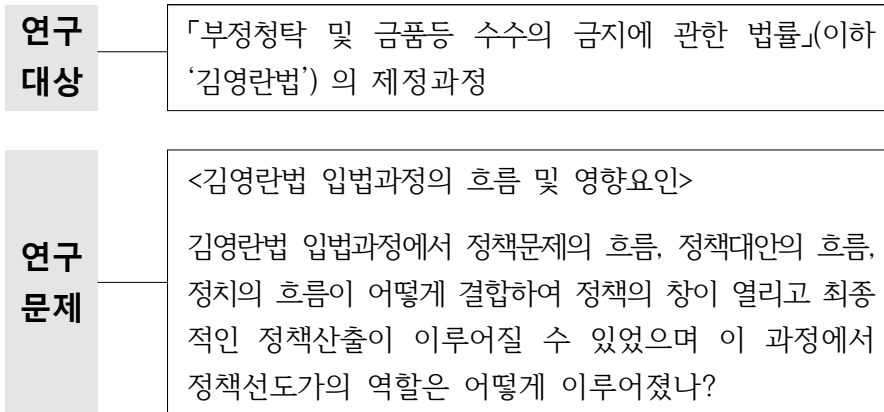 연구
대상
「부정청탁 및 금품등 수수의 금지에 관한 법률」(이하
‘김영란법’) 의 제정과정
연구
문제
<김영란법 입법과정의 흐름 및 영향요인>
김영란법 입법과정에서 정책문제의 흐름, 정책대안의 흐름,
정치의 흐름이 어떻게 결합하여 정책의 창이 열리고 최종
적인 정책산출이 이루어질 수 있었으며 이 과정에서
정책선도가의 역할은 어떻게 이루어졌나?